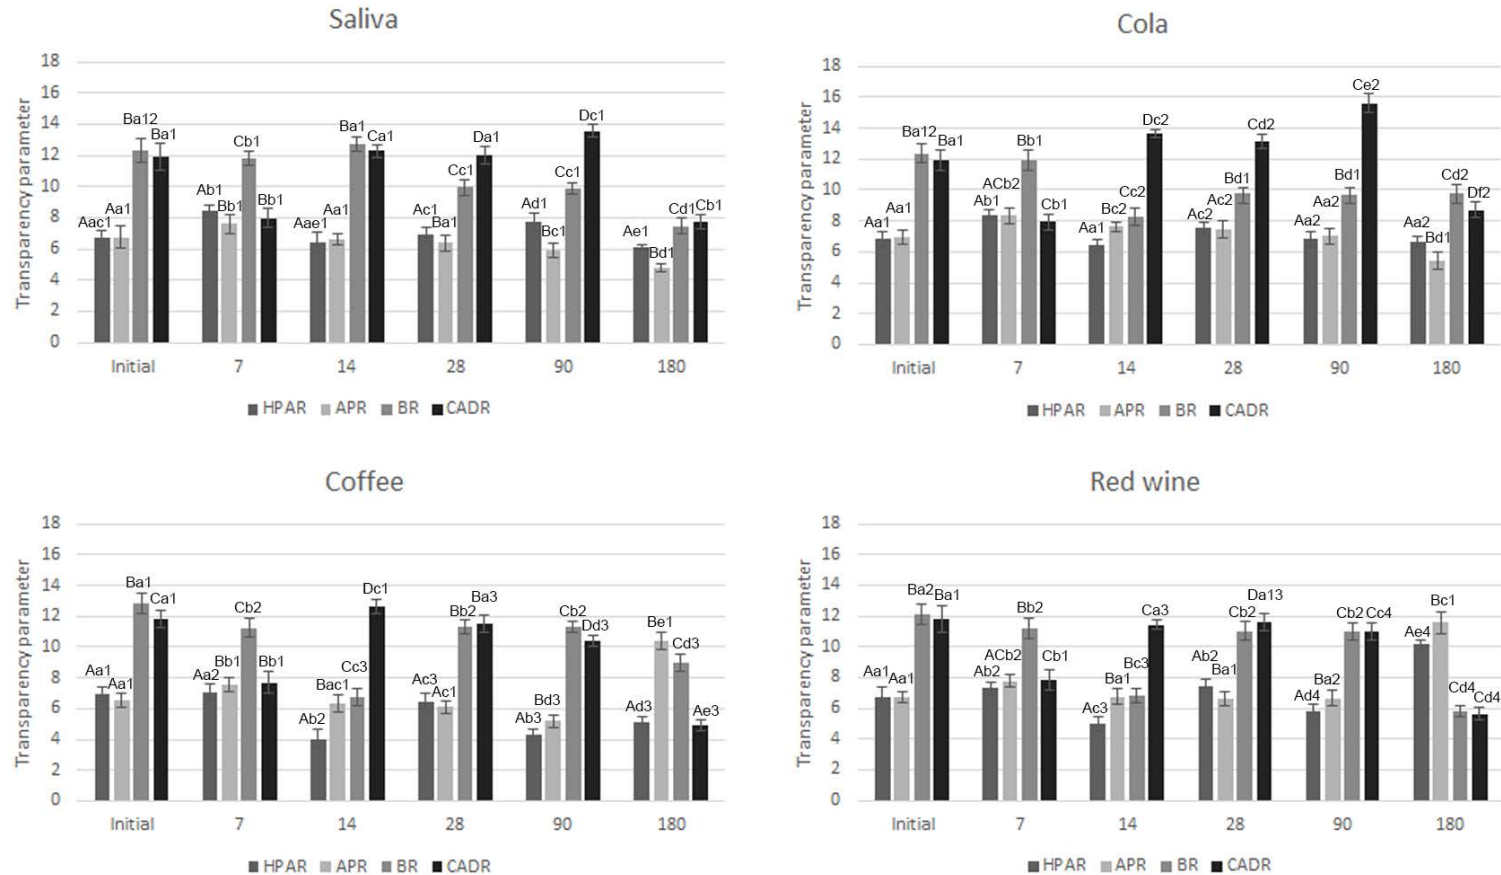 Saliva
Transparency parameter
18
16
14
12
10
8
6
4
2
0
Aac1 Aa1 Ba12 Ba1
Ab1 Bb1 Cb1 Bb1
Aae1 Aa1 Ba1 Ca1
Ac1 Ba1 Cc1 Da1
Ad1 Bc1 Cc1 Dc1
Ae1 Bd1 Cd1 Cb1
Initial 7 14 28 90 180
HPAR APR BR CADR
Cola
Transparency parameter
18
16
14
12
10
8
6
4
2
0
Aa1 Aa1 Ba12 Ba1
Ab1 ACb2 Bb1 Cb1
Aa1 Bc2 Cc2 Dc2
Ac2 Ac2 Bd1 Cd2
Aa2 Aa2 Bd1 Ce2
Aa2 Bd1 Cd2 Df2
Initial 7 14 28 90 180
HPAR APR BR CADR
Coffee
Transparency parameter
18
16
14
12
10
8
6
4
2
0
Aa1 Aa1 Ba1 Ca1
Aa2 Bb1 Cb2 Bb1
Ab2 Bac1 Cc3 Dc1
Ac3 Ac1 Bb2 Ba3
Ab3 Bd3 Cb2 Dd3
Ad3 Be1 Cd3 Ae3
Initial 7 14 28 90 180
HPAR APR BR CADR
Red wine
Transparency parameter
18
16
14
12
10
8
6
4
2
0
Aa1 Aa1 Ba2 Ba1
Ab2 ACb2 Bb2 Cb1
Ac3 Ba1 Bc3 Ca3
Ab2 Ba1 Cb2 Da13
Ad4 Ba2 Cb2 Cc4
Ae4 Bc1 Cd4 Cd4
Initial 7 14 28 90 180
HPAR APR BR CADR